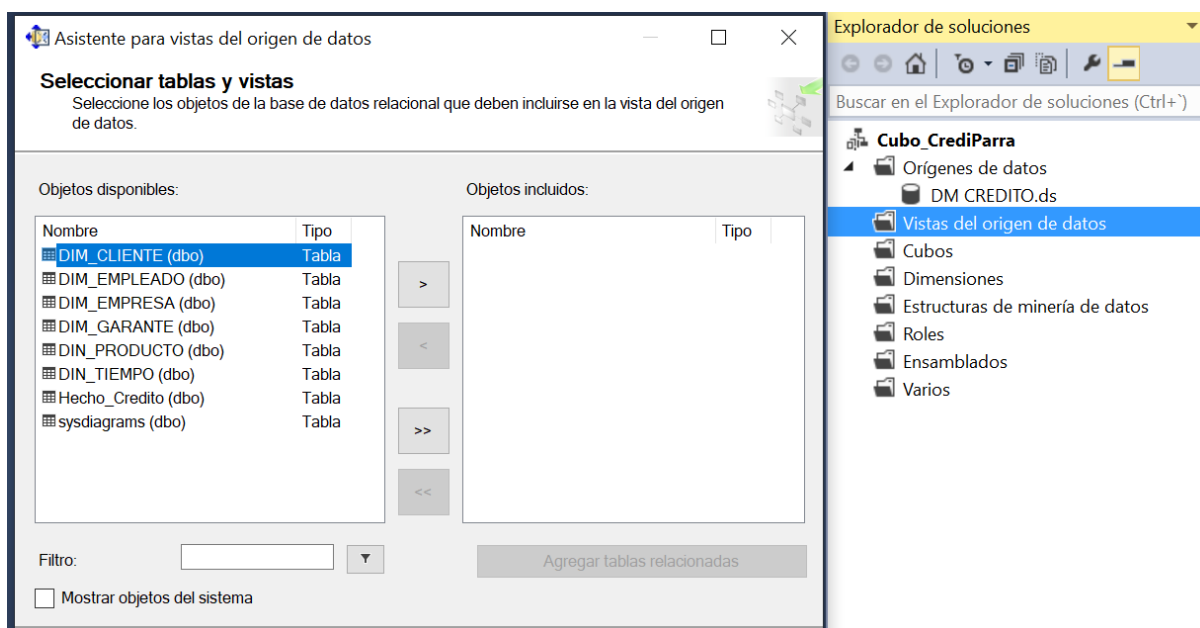 Asistente para vistas del origen de datos
Seleccionar tablas y vistas
Seleccione los objetos de la base de datos relacional que deben incluirse en la vista del origen
de datos.
Objetos disponibles:
Nombre Tipo
DIM_CLIENTE (dbo) Tabla
DIM_EMPLEADO (dbo) Tabla
DIM_EMPRESA (dbo) Tabla
DIM_GARANTE (dbo) Tabla
DIN_PRODUCTO (dbo) Tabla
DIN_TIEMPO (dbo) Tabla
Hecho_Credito (dbo) Tabla
sysdiagrams (dbo) Tabla
>
<
>>
<<
Objetos incluidos:
Nombre Tipo
Filtro:
Agregar tablas relacionadas
Mostrar objetos del sistema
Explorador de soluciones
Buscar en el Explorador de soluciones (Ctrl+`)
Cubo_CrediParra
Orígenes de datos
DM CREDITO.ds
Vistas del origen de datos
Cubos
Dimensiones
Estructuras de minería de datos
Roles
Ensamblados
Varios